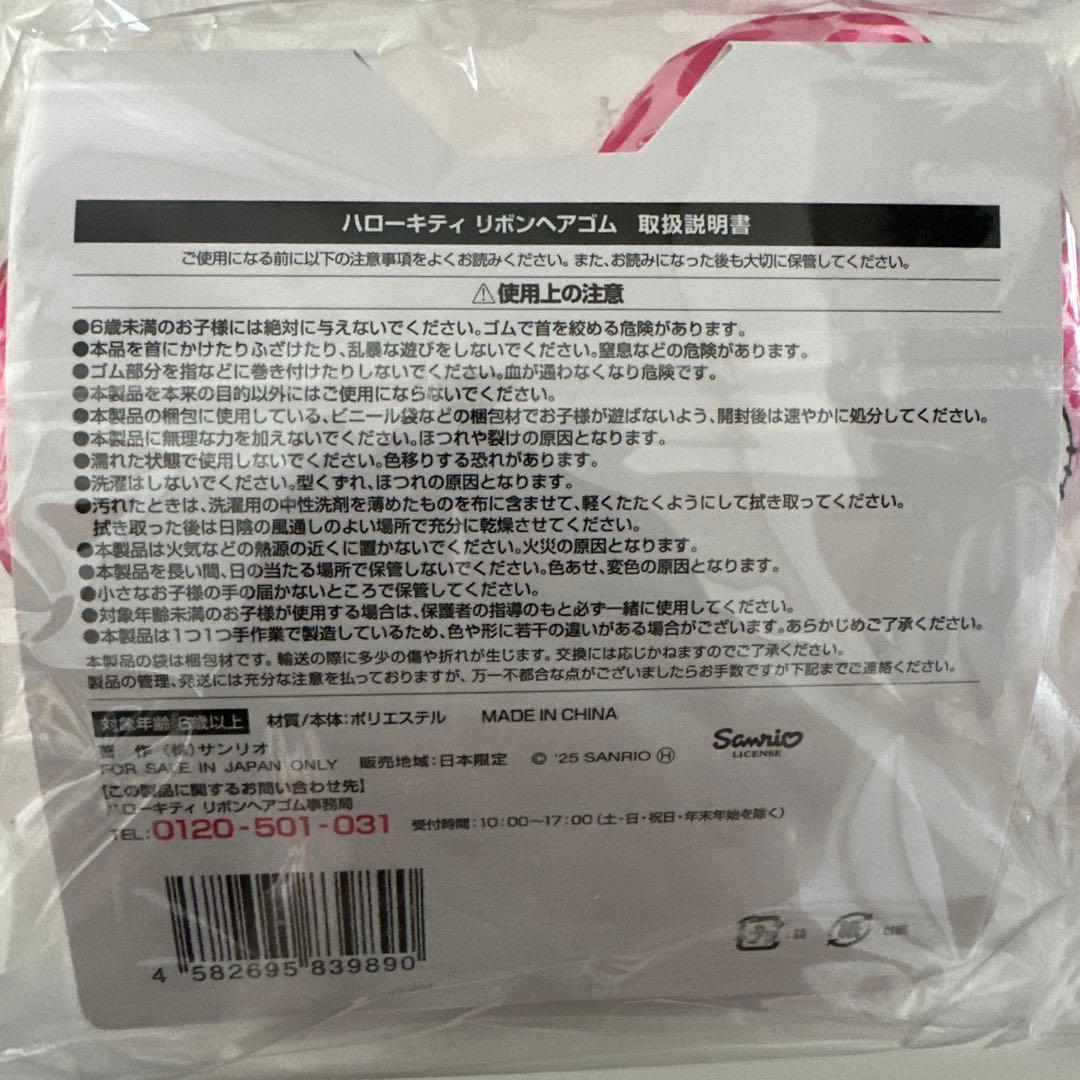 ハローキティ リボンヘアゴム　取扱説明書
ご使用になる前に以下の注意事項をよくお読みください。また、お読みになった後も大切に保管してください。
⚠使用上の注意
●6歳未満のお子様には絶対に与えないでください。ゴムで首を絞める危険があります。
●本品を首にかけたりふざけたり、乱暴な遊びをしないでください。窒息などの危険があります。
●ゴム部分を指などに巻き付けたりしないでください。血が通わなくなり危険です。
●本製品を本来の目的以外にはご使用にならないでください。
●本製品の梱包に使用している、ビニール袋などの梱包材でお子様が遊ばないよう、開封後は速やかに処分してください。
●本製品に無理な力を加えないでください。ほつれや裂けの原因となります。
●濡れた状態で使用しないでください。色移りする恐れがあります。
●洗濯はしないでください。型くずれ、ほつれの原因となります。
●汚れたときは、洗濯用の中性洗剤を薄めたものを布に含ませて、軽くたたくようにして拭き取ってください。
拭き取った後は日陰の風通しのよい場所で充分に乾燥させてください。
●本製品は火気などの熱源の近くに置かないでください。火災の原因となります。
●本製品を長い間、日の当たる場所で保管しないでください。色あせ、変色の原因となります。
●小さなお子様の手の届かないところで保管してください。
●対象年齢未満のお子様が使用する場合は、保護者の指導のもと必ず一緒に使用してください。
●本製品は1つ1つ手作業で製造しているため、色や形に若干の違いがある場合がございます。あらかじめご了承ください。
本製品の袋は梱包材です。輸送の際に多少の傷や折れが生じます。交換には応じかねますのでご了承ください。
製品の管理、発送には充分な注意を払っておりますが、万一不都合な点がございましたらお手数ですが下記までご連絡ください。
対象年齢 6歳以上　材質/本体:ポリエステル　MADE IN CHINA
著　作 (株)サンリオ
FOR SALE IN JAPAN ONLY　販売地域:日本限定　© '25 SANRIO Ⓗ
Sanrio
LICENSE
【この製品に関するお問い合わせ先】
ハローキティ リボンヘアゴム事務局
TEL:0120-501-031　受付時間:10:00～17:00(土・日・祝日・年末年始を除く)
4 582695 839890
プラ :袋　紙 :台紙